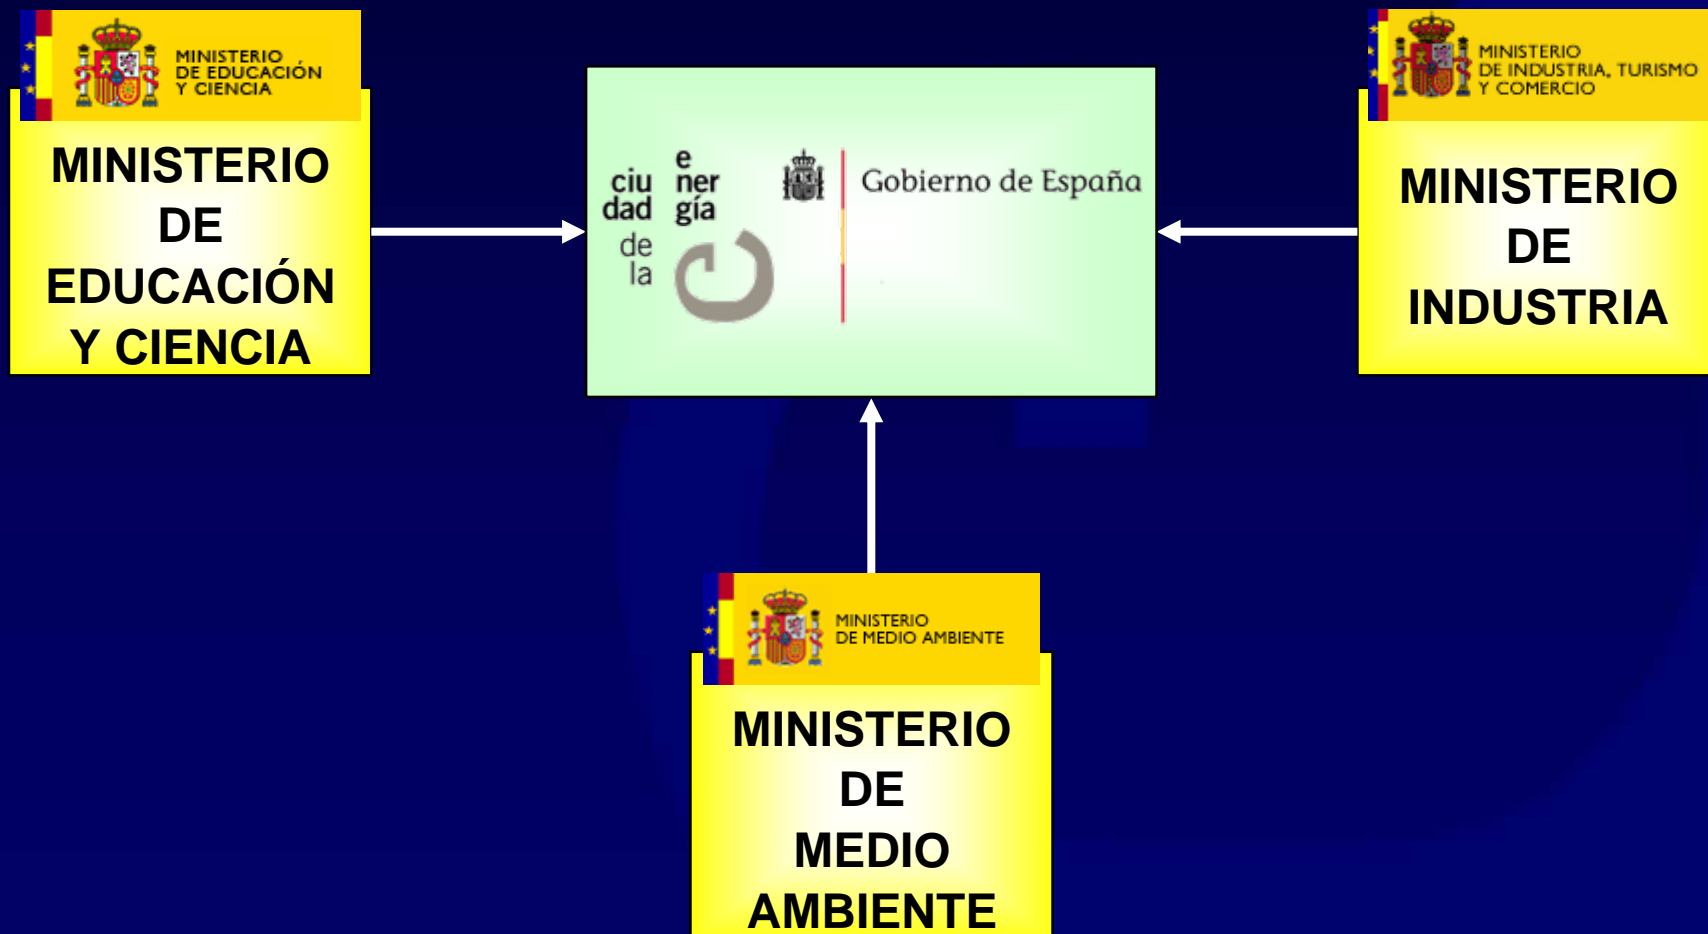 MINISTERIO
DE EDUCACIÓN
Y CIENCIA
MINISTERIO
DE
EDUCACIÓN
Y CIENCIA
ciu
dad
de
la
e
ner
gía
Gobierno de España
MINISTERIO
DE INDUSTRIA, TURISMO
Y COMERCIO
MINISTERIO
DE
INDUSTRIA
MINISTERIO
DE MEDIO AMBIENTE
MINISTERIO
DE
MEDIO
AMBIENTE